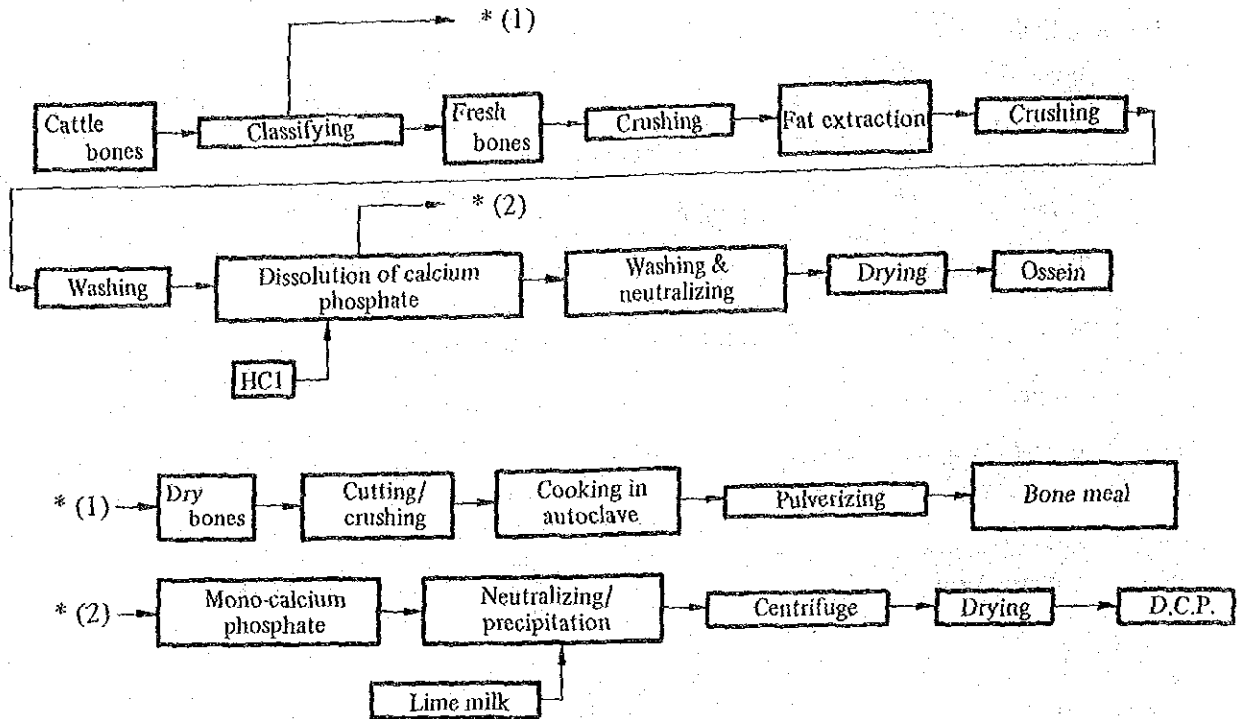 * (1)
Cattle
bones
Classifying
Fresh
bones
Crushing
Fat extraction
Crushing
* (2)
Washing
Dissolution of calcium
phosphate
Washing &
neutralizing
Drying
Ossein
HCl
* (1)
Dry
bones
Cutting/
crushing
Cooking in
autoclave
Pulverizing
Bone meal
* (2)
Mono-calcium
phosphate
Neutralizing/
precipitation
Centrifuge
Drying
D.C.P.
Lime milk